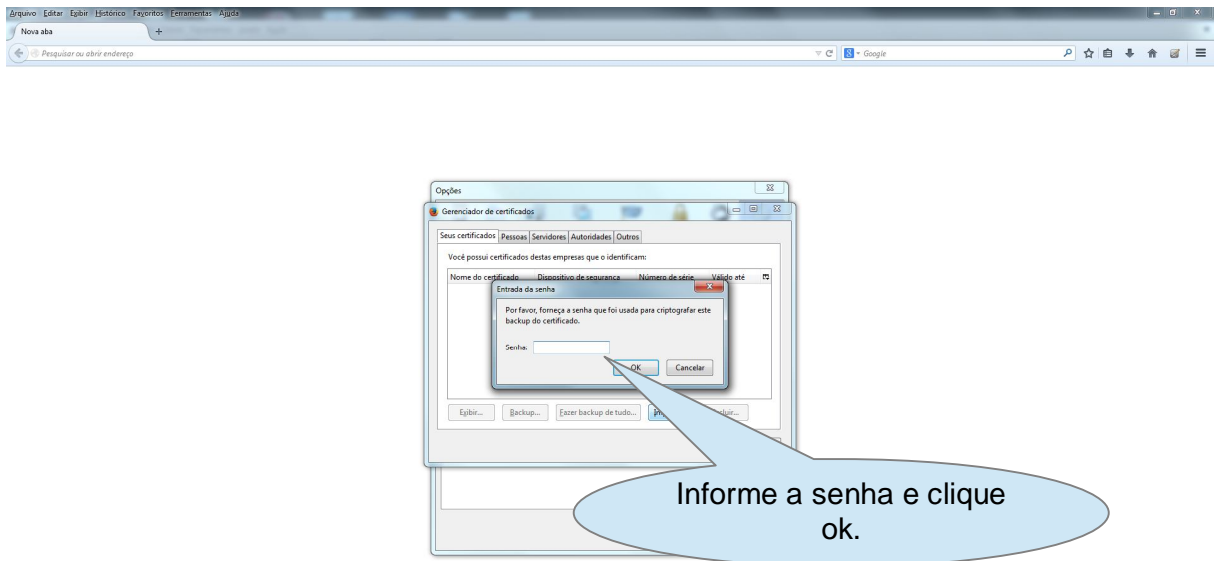 Arquivo Editar Exibir Histórico Favoritos Ferramentas Ajuda
Nova aba
Pesquisar ou abrir endereço
Google
Opções
Gerenciador de certificados
Seus certificados Pessoas Servidores Autoridades Outros
Você possui certificados destas empresas que o identificam:
Nome do certificado Dispositivo de segurança Número de série Válido até
Entrada da senha
Por favor, forneça a senha que foi usada para criptografar este
backup do certificado.
Senha:
OK Cancelar
Exibir... Backup... Fazer backup de tudo...
Informe a senha e clique
ok.